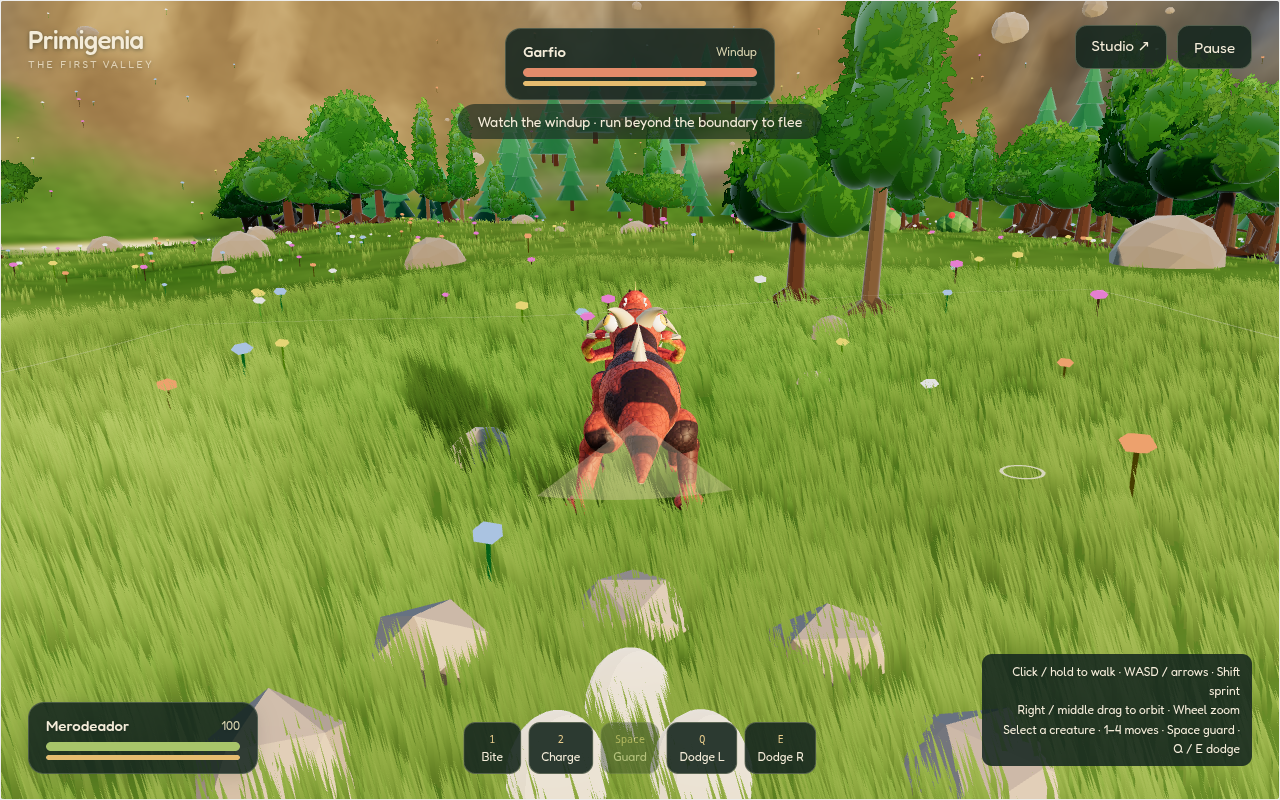 Primigenia
THE FIRST VALLEY
Garfio
Windup
Studio ↗
Pause
Watch the windup · run beyond the boundary to flee
Merodeador
100
1
Bite
2
Charge
Space
Guard
Q
Dodge L
E
Dodge R
Click / hold to walk · WASD / arrows · Shift
sprint
Right / middle drag to orbit · Wheel zoom
Select a creature · 1–4 moves · Space guard ·
Q / E dodge